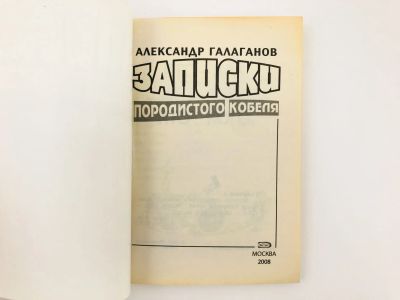 АЛЕКСАНДР ГАЛАГАНОВ
ЗАПИСКИ
ПОРОДИСТОГО КОБЕЛЯ
МОСКВА
2008